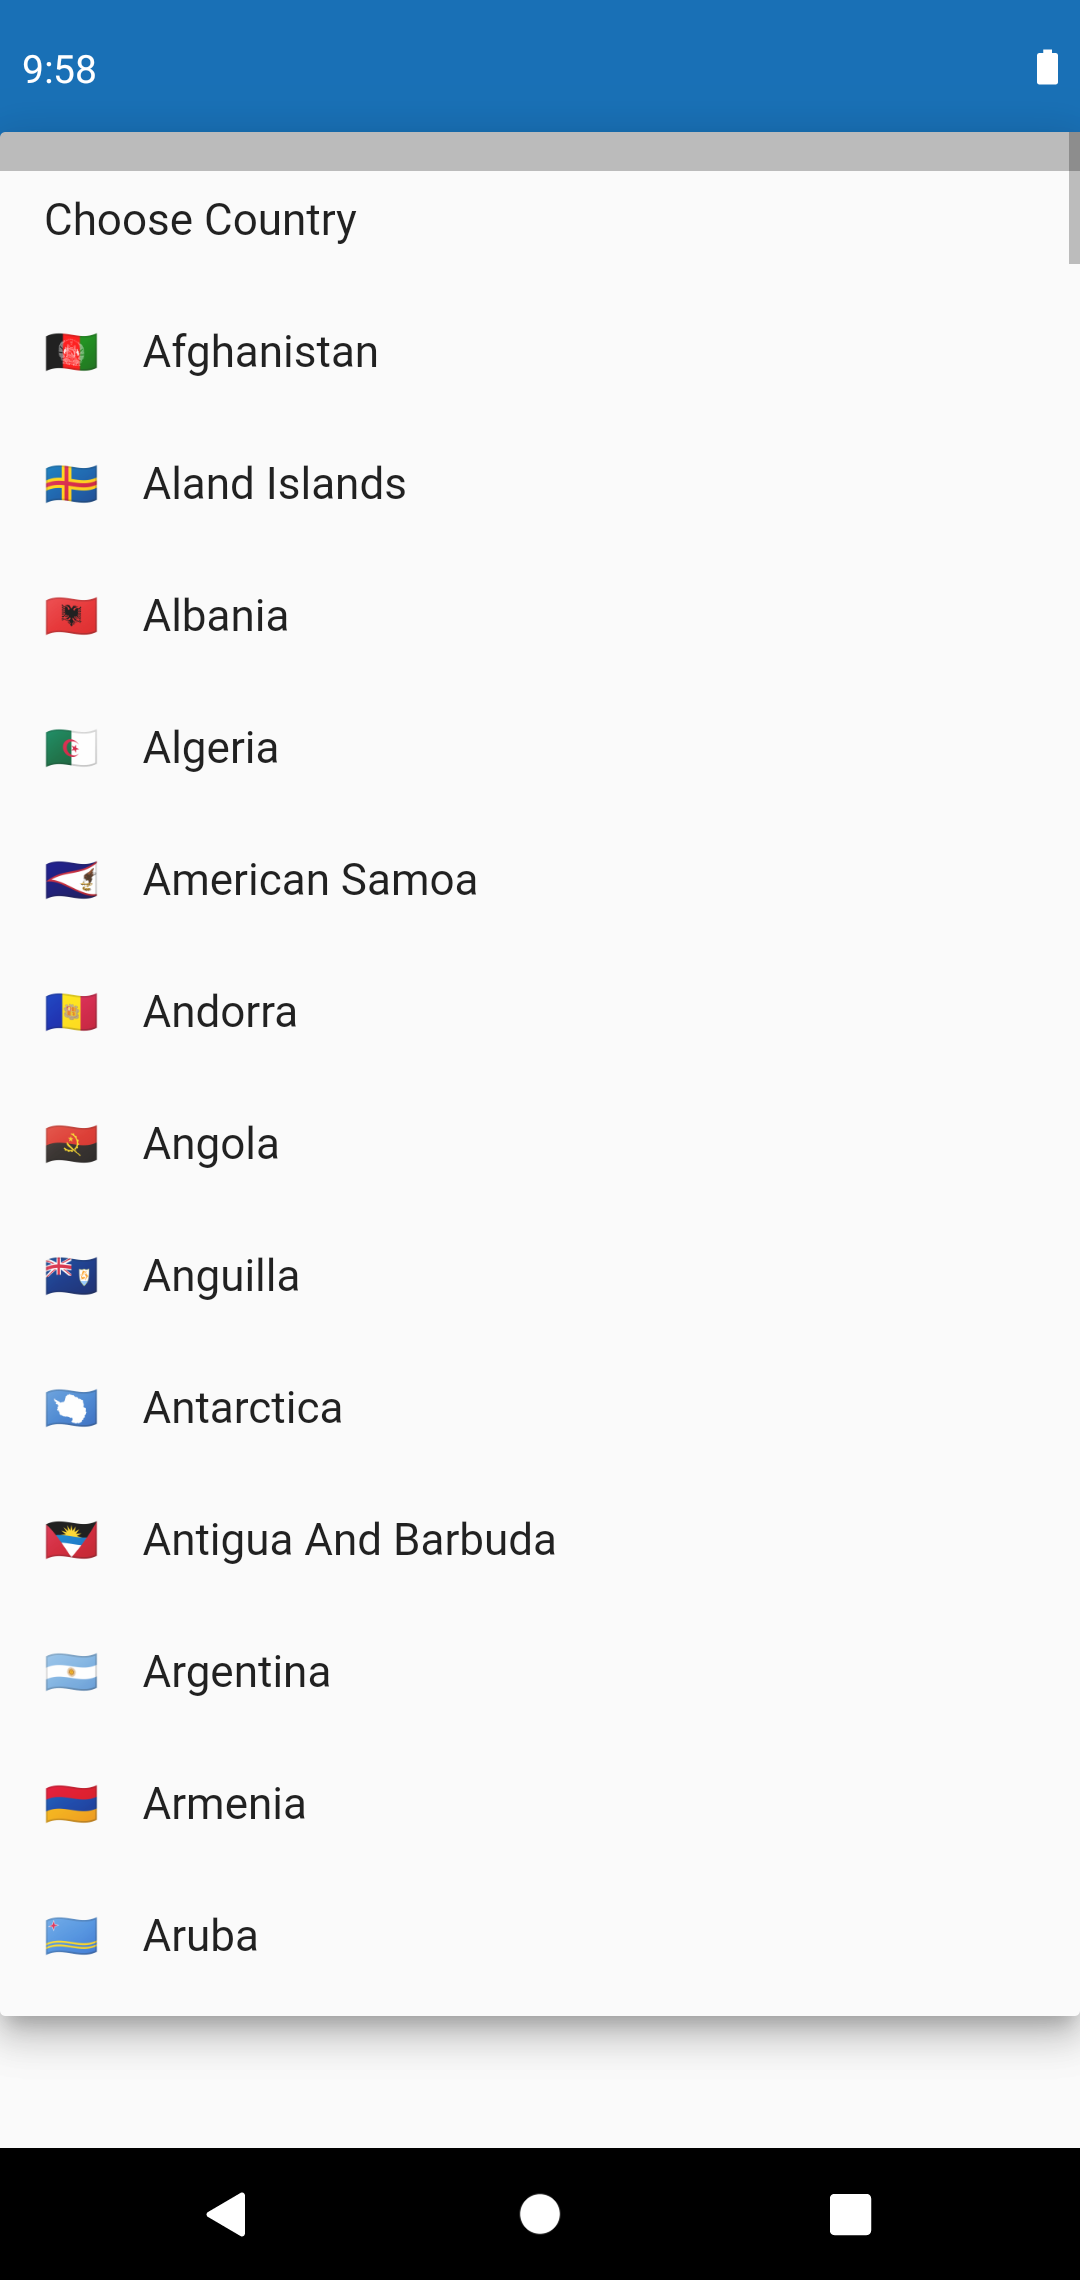 9:58
Choose Country
Afghanistan
Aland Islands
Albania
Algeria
American Samoa
Andorra
Angola
Anguilla
Antarctica
Antigua And Barbuda
Argentina
Armenia
Aruba